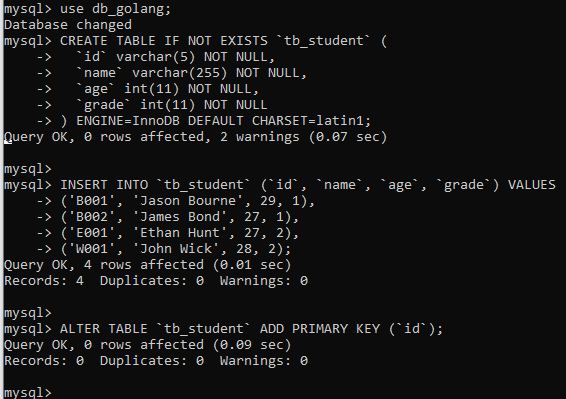 mysql> use db_golang;
Database changed
mysql> CREATE TABLE IF NOT EXISTS `tb_student` (
    ->   `id` varchar(5) NOT NULL,
    ->   `name` varchar(255) NOT NULL,
    ->   `age` int(11) NOT NULL,
    ->   `grade` int(11) NOT NULL
    -> ) ENGINE=InnoDB DEFAULT CHARSET=latin1;
Query OK, 0 rows affected, 2 warnings (0.07 sec)

mysql>
mysql> INSERT INTO `tb_student` (`id`, `name`, `age`, `grade`) VALUES
    -> ('B001', 'Jason Bourne', 29, 1),
    -> ('B002', 'James Bond', 27, 1),
    -> ('E001', 'Ethan Hunt', 27, 2),
    -> ('W001', 'John Wick', 28, 2);
Query OK, 4 rows affected (0.01 sec)
Records: 4  Duplicates: 0  Warnings: 0

mysql>
mysql> ALTER TABLE `tb_student` ADD PRIMARY KEY (`id`);
Query OK, 0 rows affected (0.09 sec)
Records: 0  Duplicates: 0  Warnings: 0

mysql>